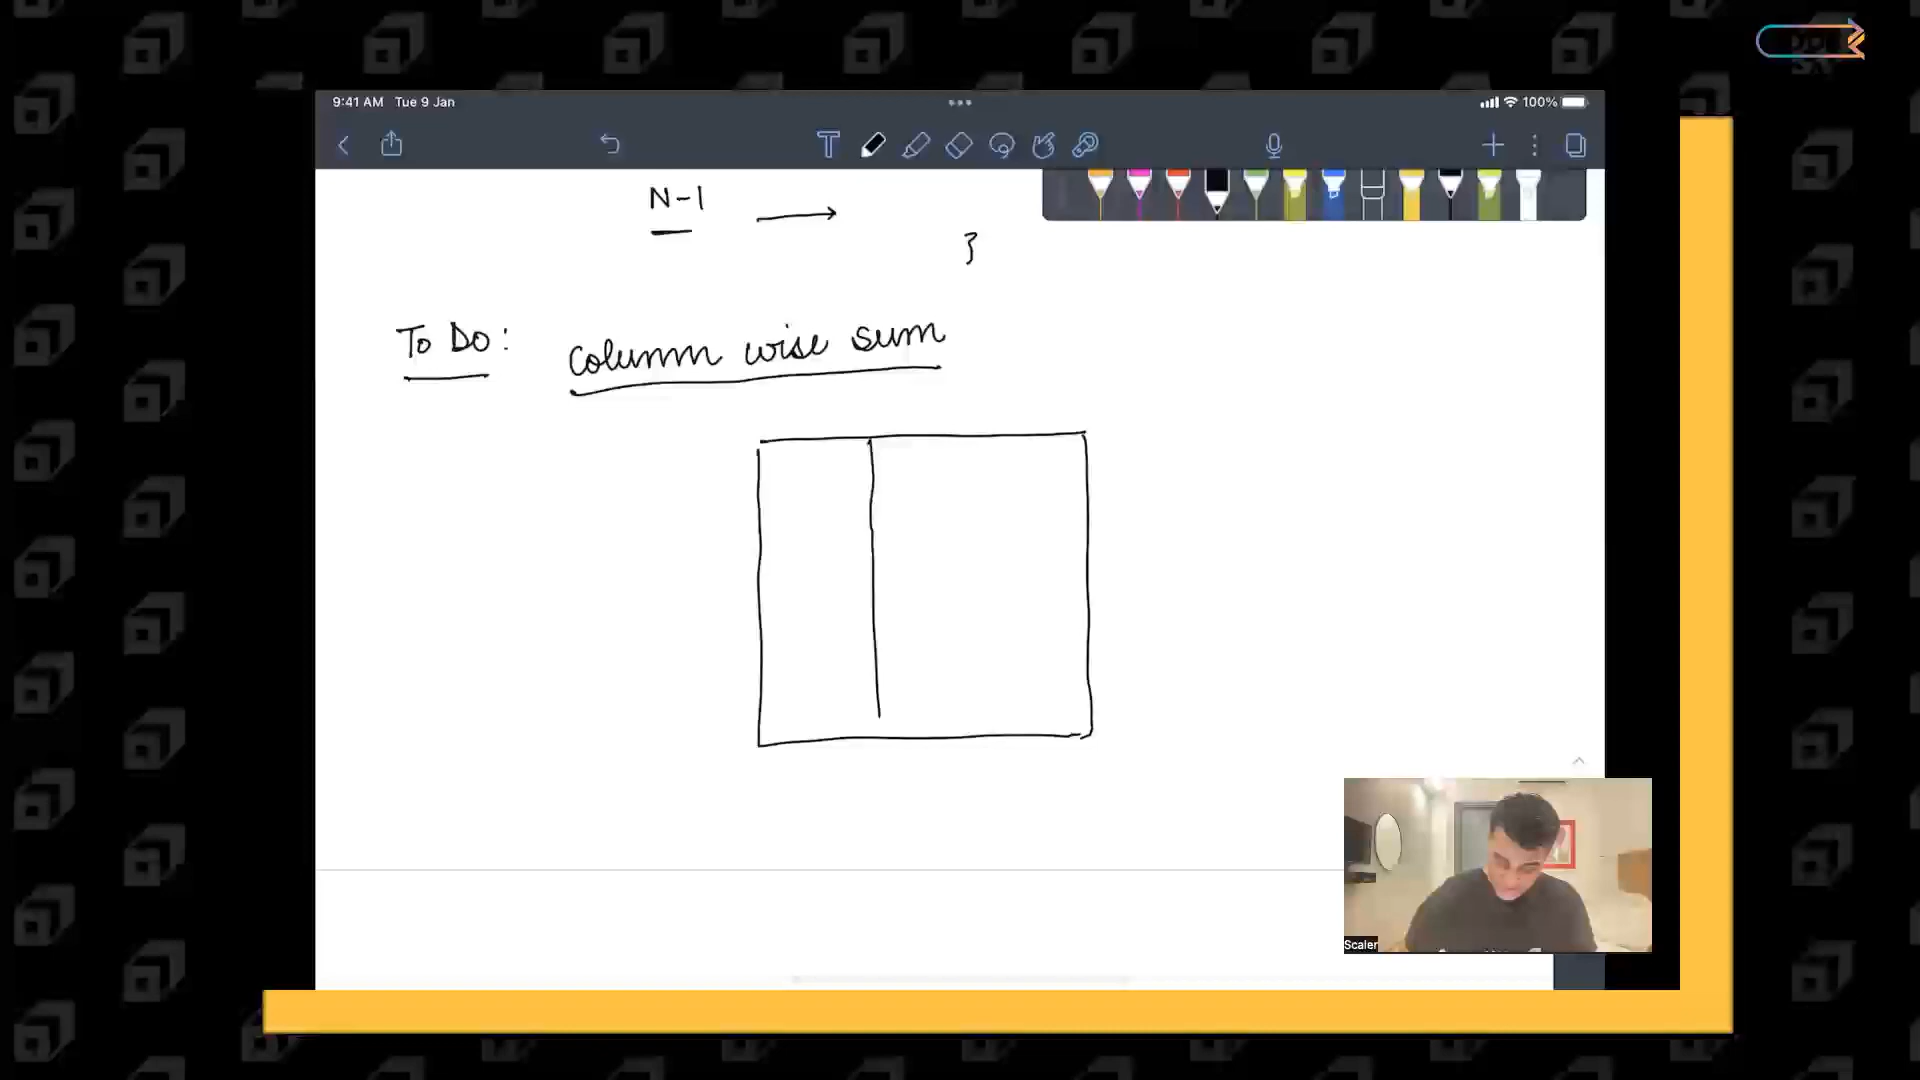 9:41 AM Tue 9 Jan
100%
N-1
}
To Do: column wise sum
Scaler